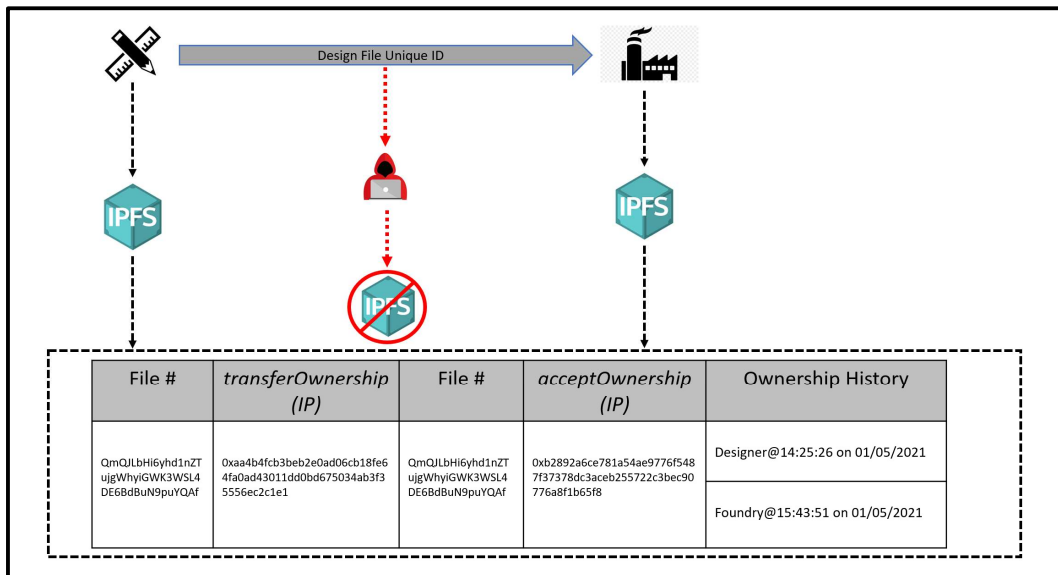 Design File Unique ID
IPFS
IPFS
IPFS
File #
transferOwnership
(IP)
File #
acceptOwnership
(IP)
Ownership History
QmQJLbHi6yhd1nZT
ujgWhyiGWK3WSL4
DE6BdBuN9puYQAf
0xaa4b4fcb3beb2e0ad06cb18fe6
4fa0ad43011dd0bd675034ab3f3
5556ec2c1e1
QmQJLbHi6yhd1nZT
ujgWhyiGWK3WSL4
DE6BdBuN9puYQAf
0xb2892a6ce781a54ae9776f548
7f37378dc3aceb255722c3bec90
776a8f1b65f8
Designer@14:25:26 on 01/05/2021
Foundry@15:43:51 on 01/05/2021